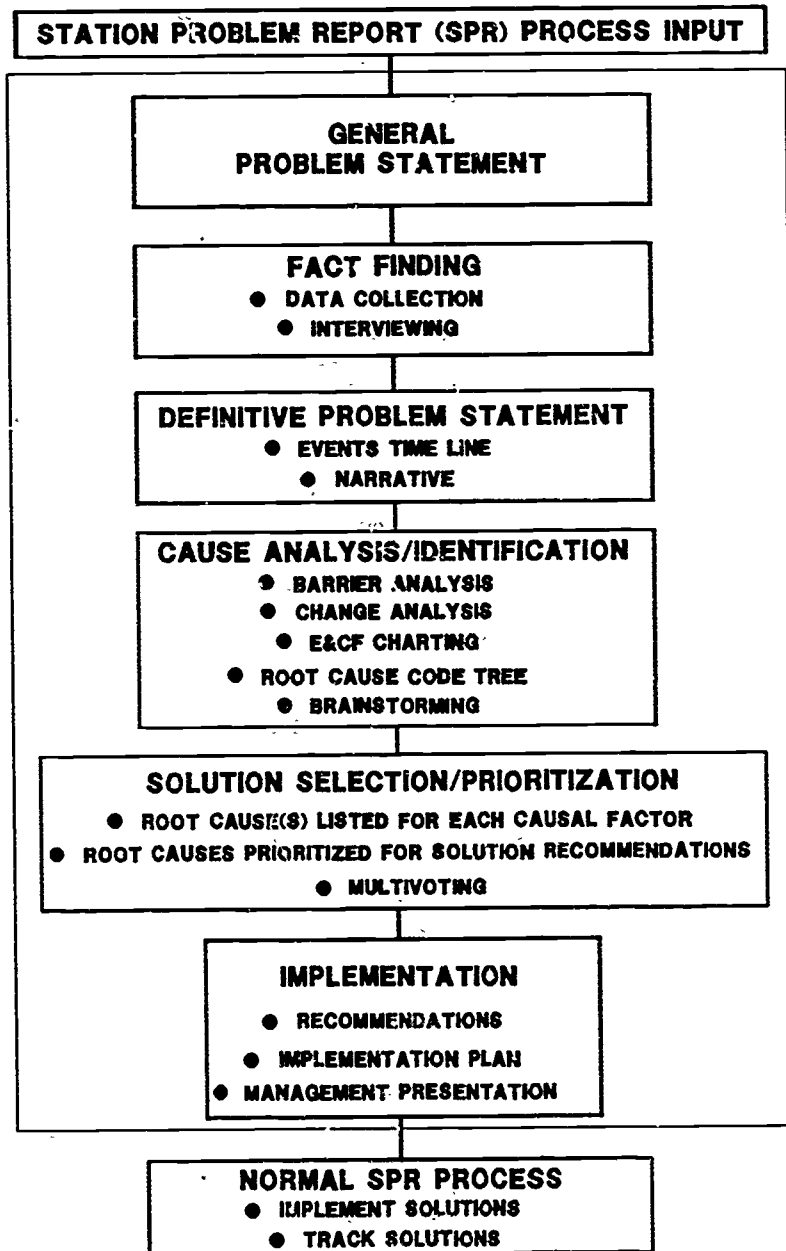 STATION PROBLEM REPORT (SPR) PROCESS INPUT
GENERAL
PROBLEM STATEMENT
FACT FINDING
● DATA COLLECTION
● INTERVIEWING
DEFINITIVE PROBLEM STATEMENT
● EVENTS TIME LINE
● NARRATIVE
CAUSE ANALYSIS/IDENTIFICATION
● BARRIER ANALYSIS
● CHANGE ANALYSIS
● E&CF CHARTING
● ROOT CAUSE CODE TREE
● BRAINSTORMING
SOLUTION SELECTION/PRIORITIZATION
● ROOT CAUSE(S) LISTED FOR EACH CAUSAL FACTOR
● ROOT CAUSES PRIORITIZED FOR SOLUTION RECOMMENDATIONS
● MULTIVOTING
IMPLEMENTATION
● RECOMMENDATIONS
● IMPLEMENTATION PLAN
● MANAGEMENT PRESENTATION
NORMAL SPR PROCESS
● IMPLEMENT SOLUTIONS
● TRACK SOLUTIONS